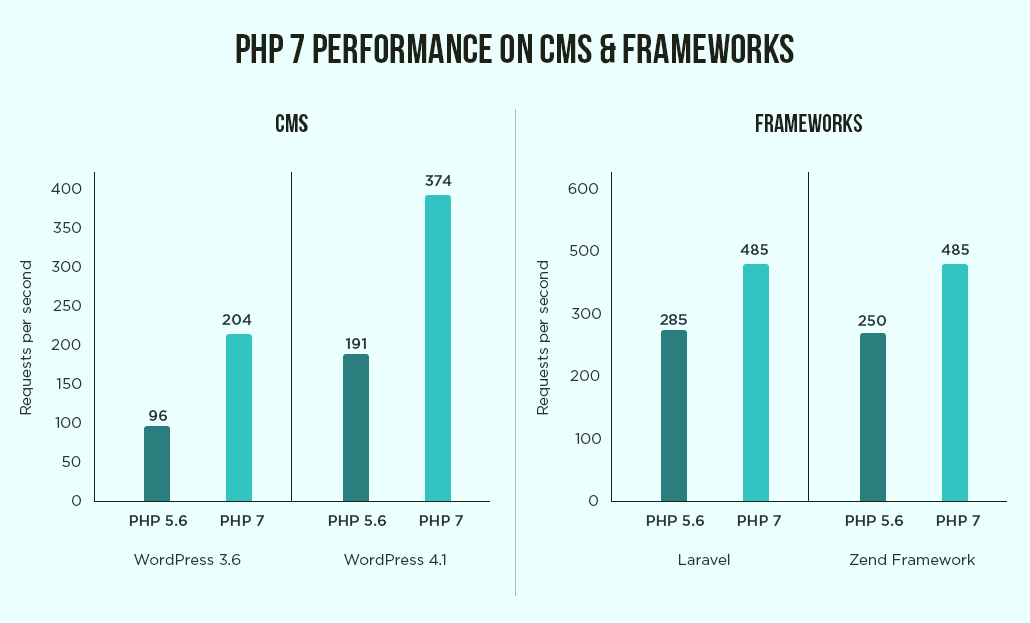 PHP 7 PERFORMANCE ON CMS & FRAMEWORKS
CMS
Requests per second
400
350
300
250
200
150
100
50
0
96
204
191
374
PHP 5.6
PHP 7
PHP 5.6
PHP 7
WordPress 3.6
WordPress 4.1
FRAMEWORKS
Requests per second
600
500
300
200
100
0
285
485
250
485
PHP 5.6
PHP 7
PHP 5.6
PHP 7
Laravel
Zend Framework